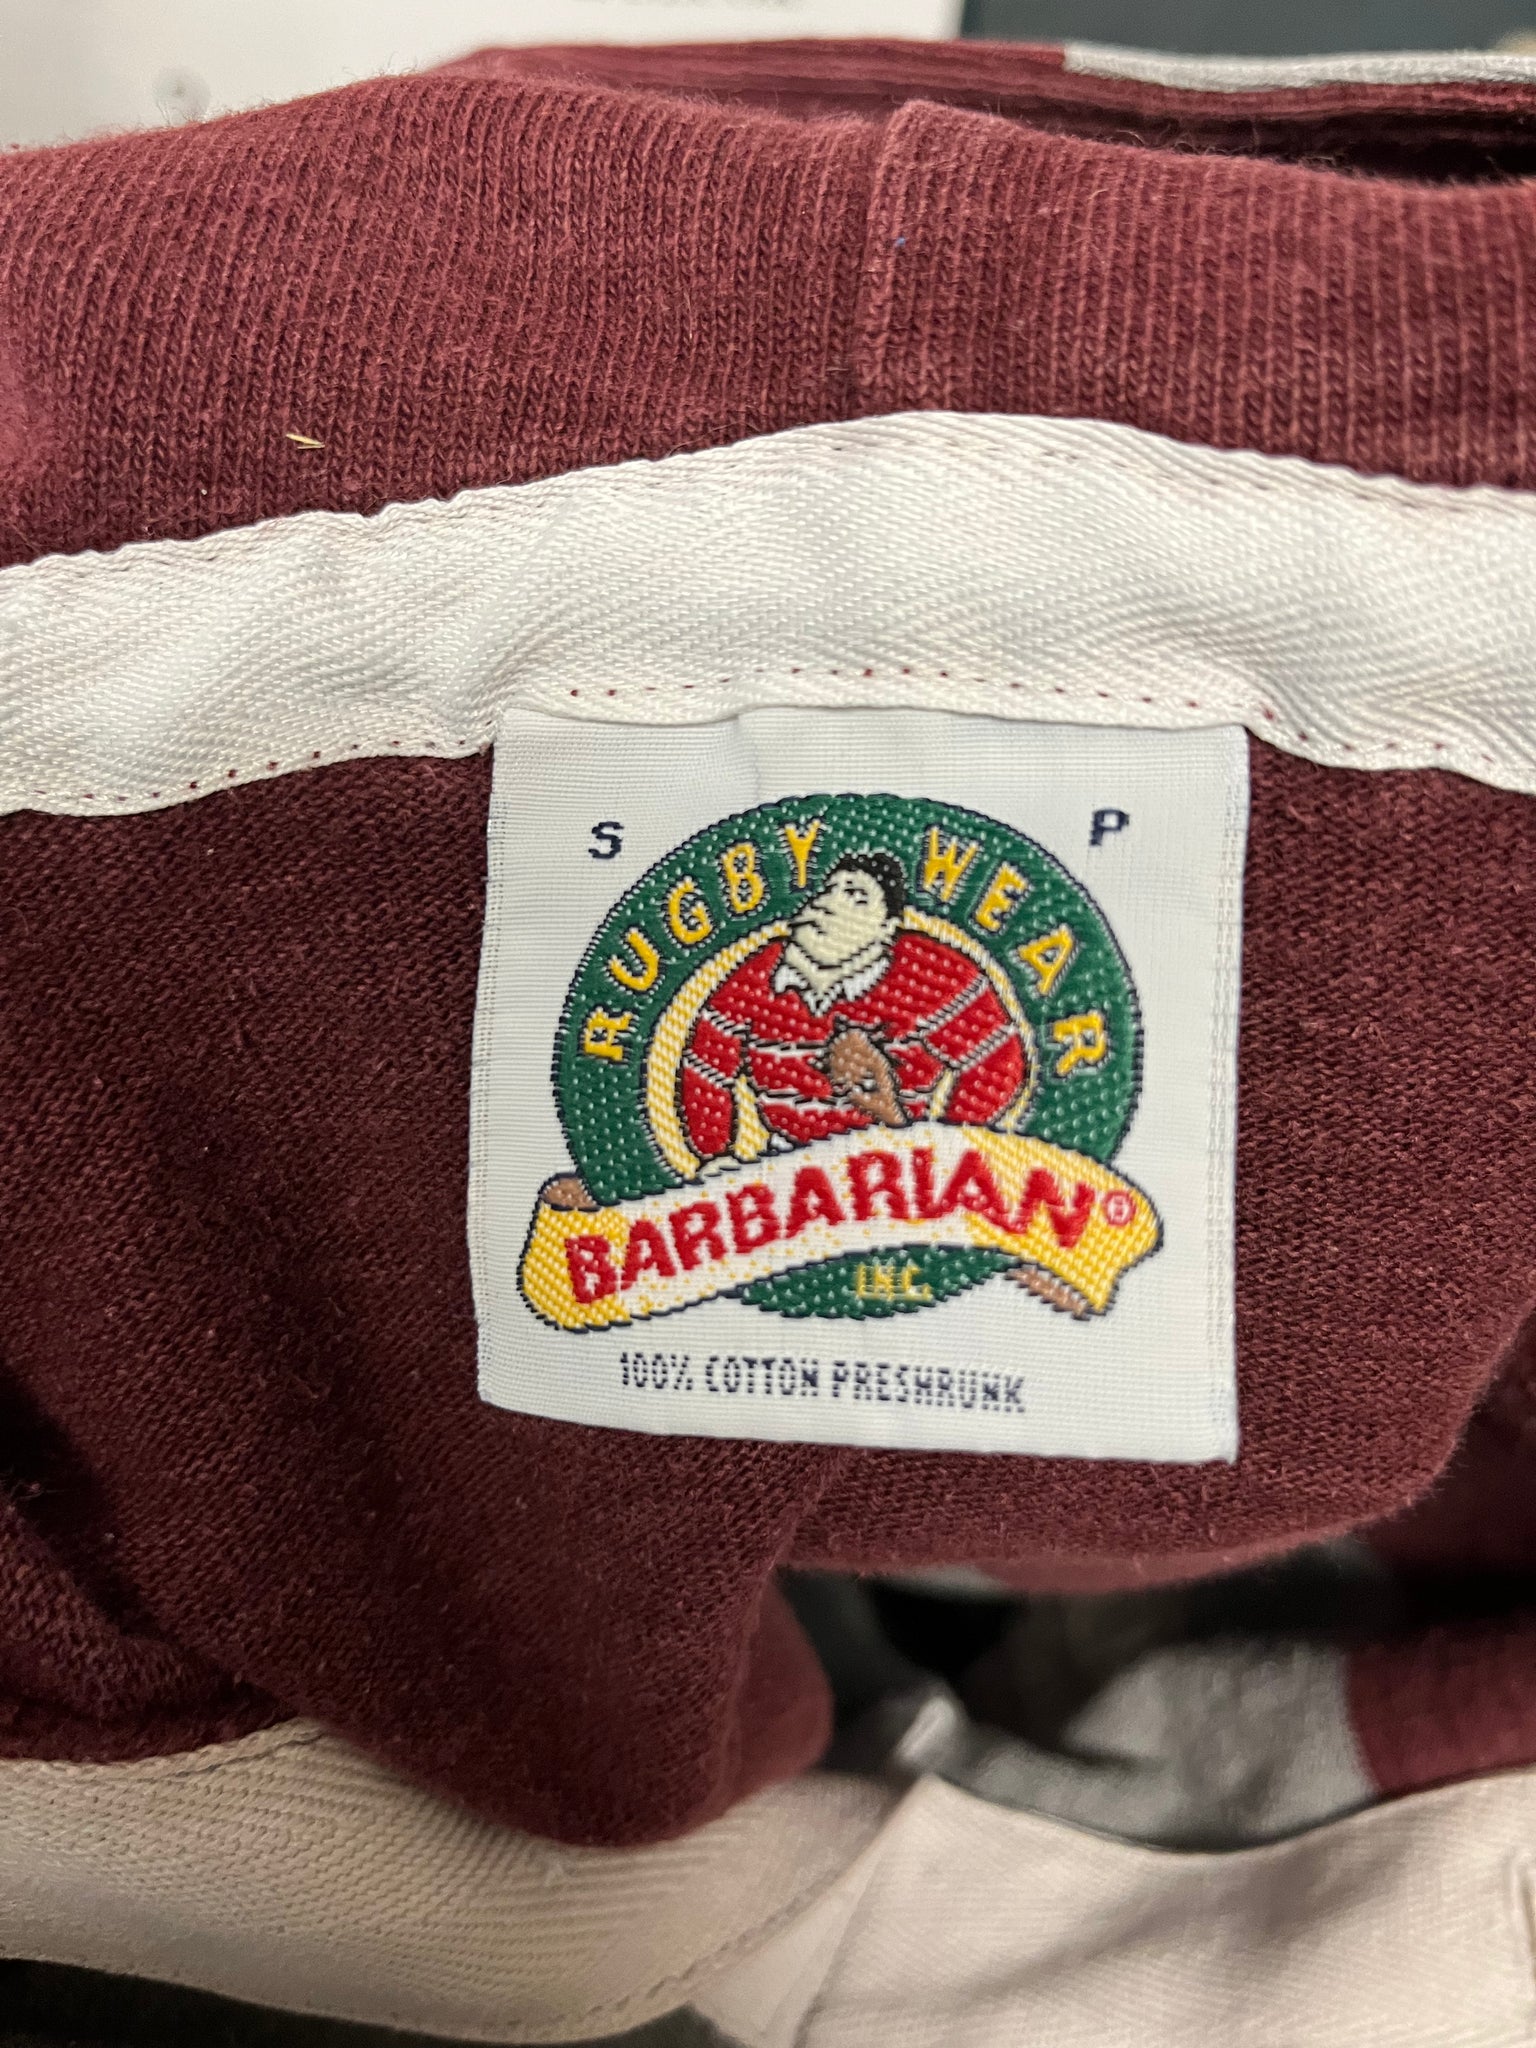 S P
RUGBY WEAR
BARBARIAN®
INC.
100% COTTON PRESHRUNK